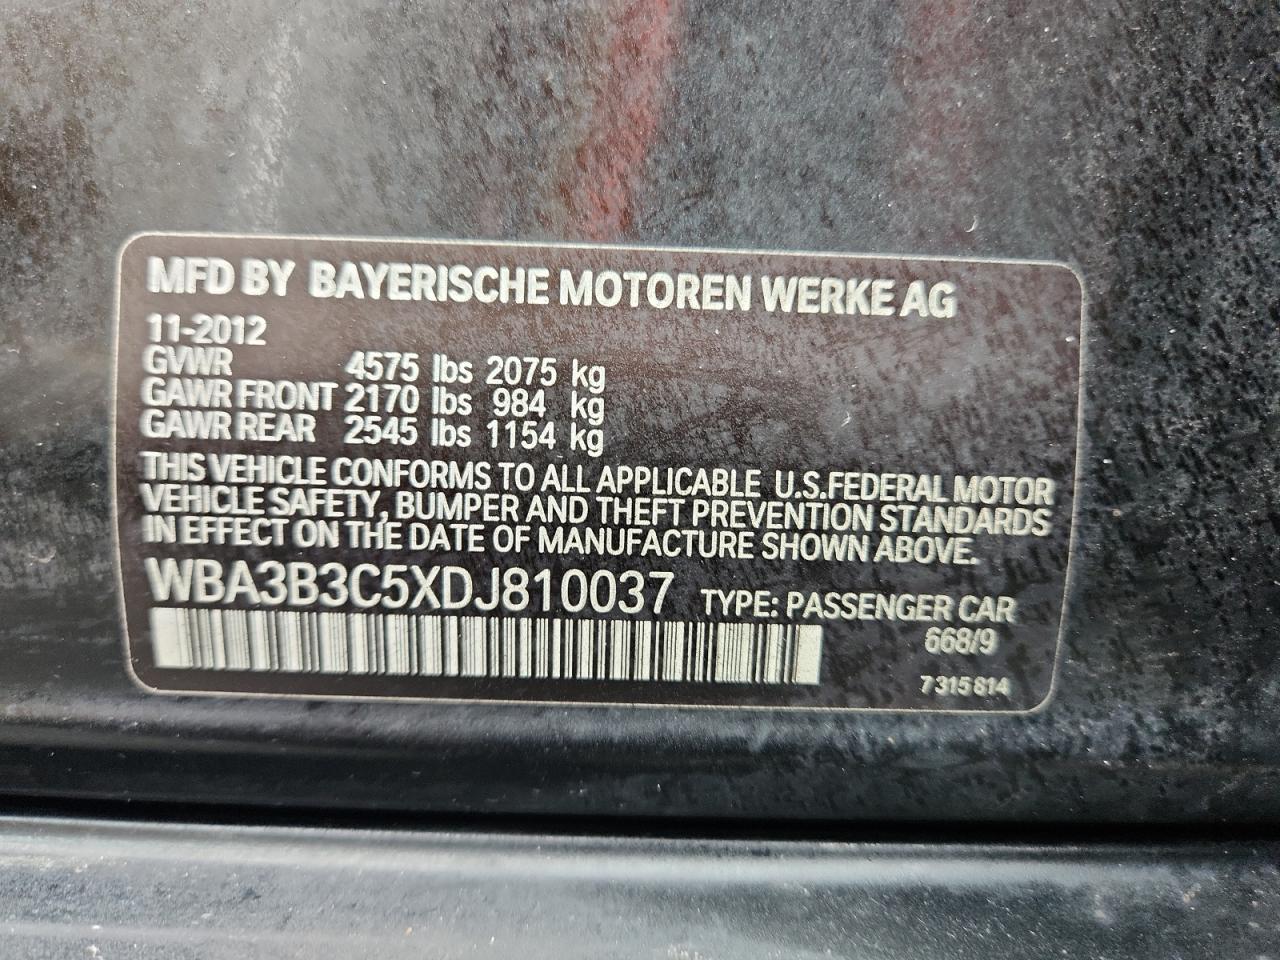 MFD BY BAYERISCHE MOTOREN WERKE AG
11-2012
GVWR 4575 lbs 2075 kg
GAWR FRONT 2170 lbs 984 kg
GAWR REAR 2545 lbs 1154 kg
THIS VEHICLE CONFORMS TO ALL APPLICABLE U.S.FEDERAL MOTOR
VEHICLE SAFETY, BUMPER AND THEFT PREVENTION STANDARDS
IN EFFECT ON THE DATE OF MANUFACTURE SHOWN ABOVE.
WBA3B3C5XDJ810037 TYPE: PASSENGER CAR
668/9
7 315 814